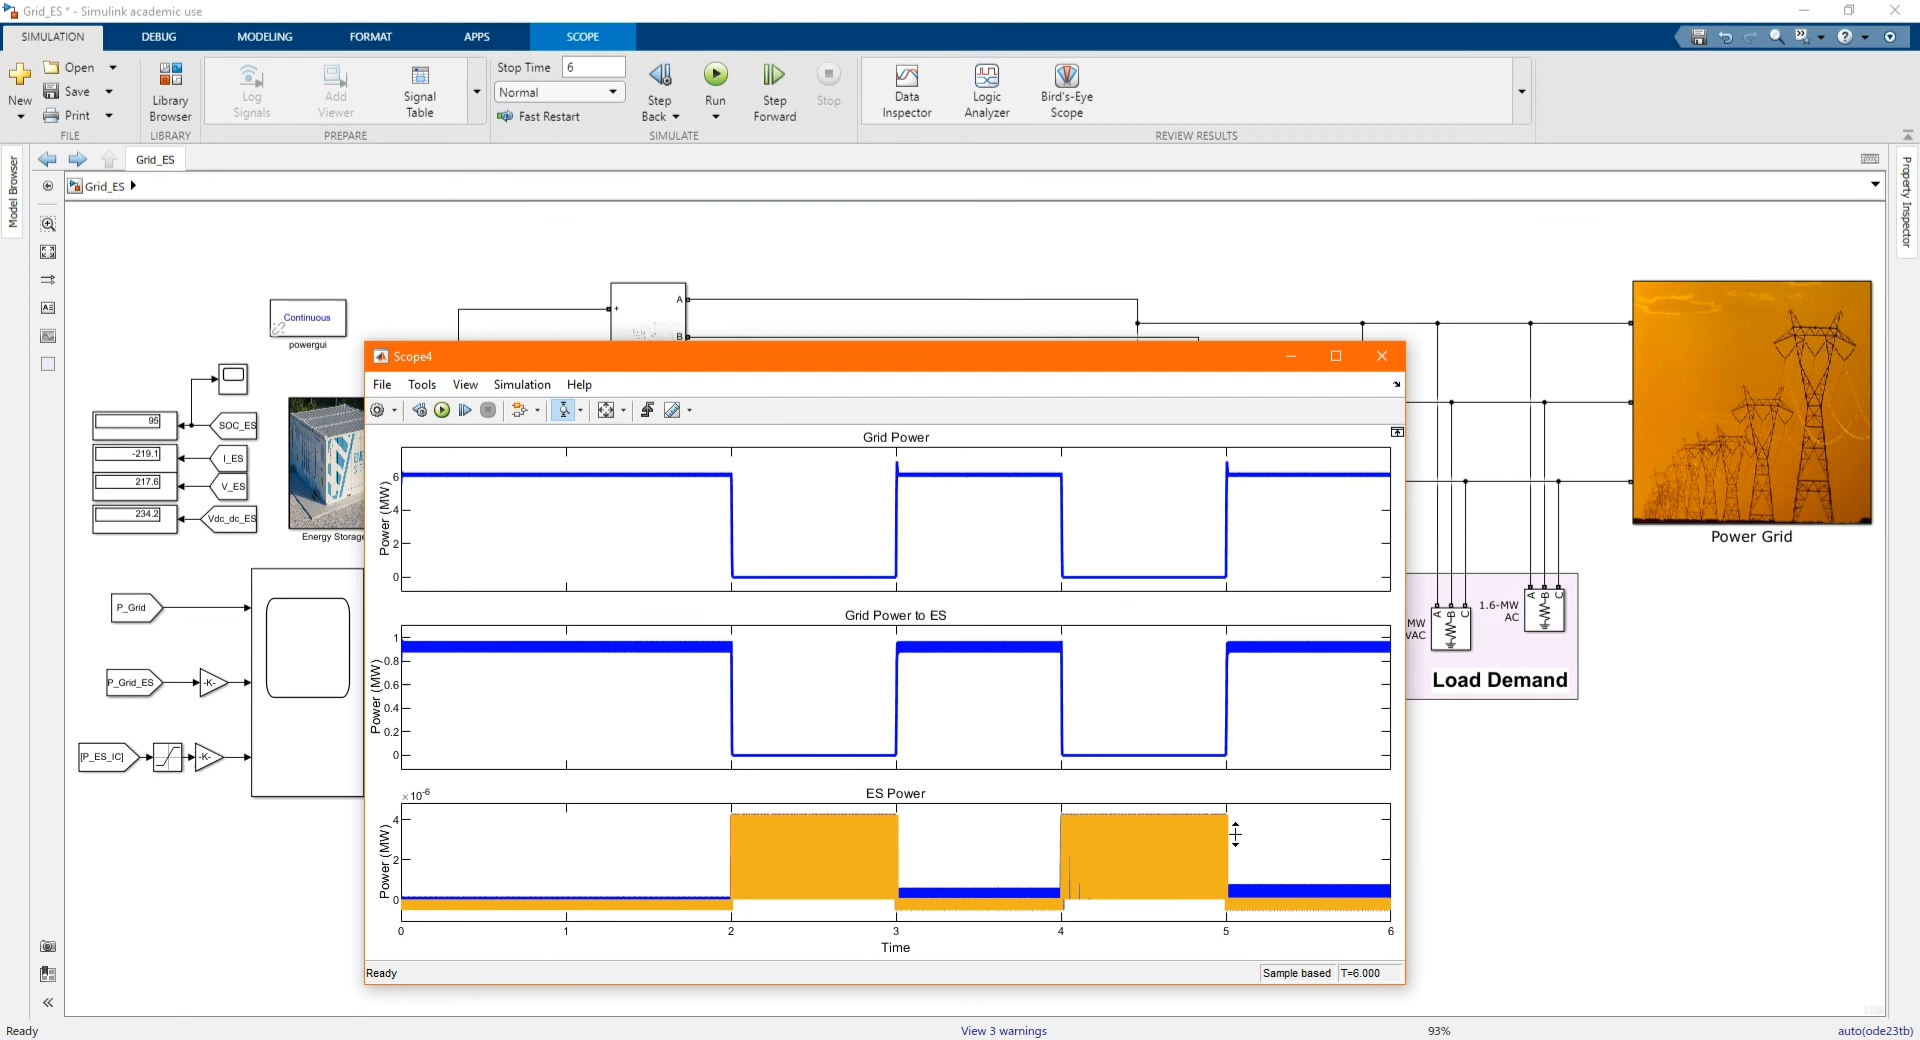 Grid_ES * - Simulink academic use
SIMULATION DEBUG MODELING FORMAT APPS SCOPE
New
Open
Save
Print
FILE
Library
Browser
LIBRARY
Log
Signals
Add
Viewer
Signal
Table
PREPARE
Stop Time 6
Normal
Fast Restart
Step
Back
Run
Step
Forward
Stop
SIMULATE
Data
Inspector
Logic
Analyzer
Bird's-Eye
Scope
REVIEW RESULTS
Model Browser
Property Inspector
Grid_ES
Grid_ES
Continuous
powergui
95
SOC_ES
-219.1
I_ES
217.6
V_ES
234.2
Vdc_dc_ES
Energy Storage
P_Grid
P_Grid_ES
-K-
[P_ES_IC]
-K-
+
A
B
Scope4
File Tools View Simulation Help
Grid Power
Power (MW)
6
4
2
0
Grid Power to ES
Power (MW)
1
0.8
0.6
0.4
0.2
0
ES Power
×10-6
Power (MW)
4
2
0
0 1 2 3 4 5 6
Time
Ready
Sample based T=6.000
Power Grid
MW
VAC
A B C
1.6-MW
AC
A B C
Load Demand
Ready
View 3 warnings
93%
auto(ode23tb)